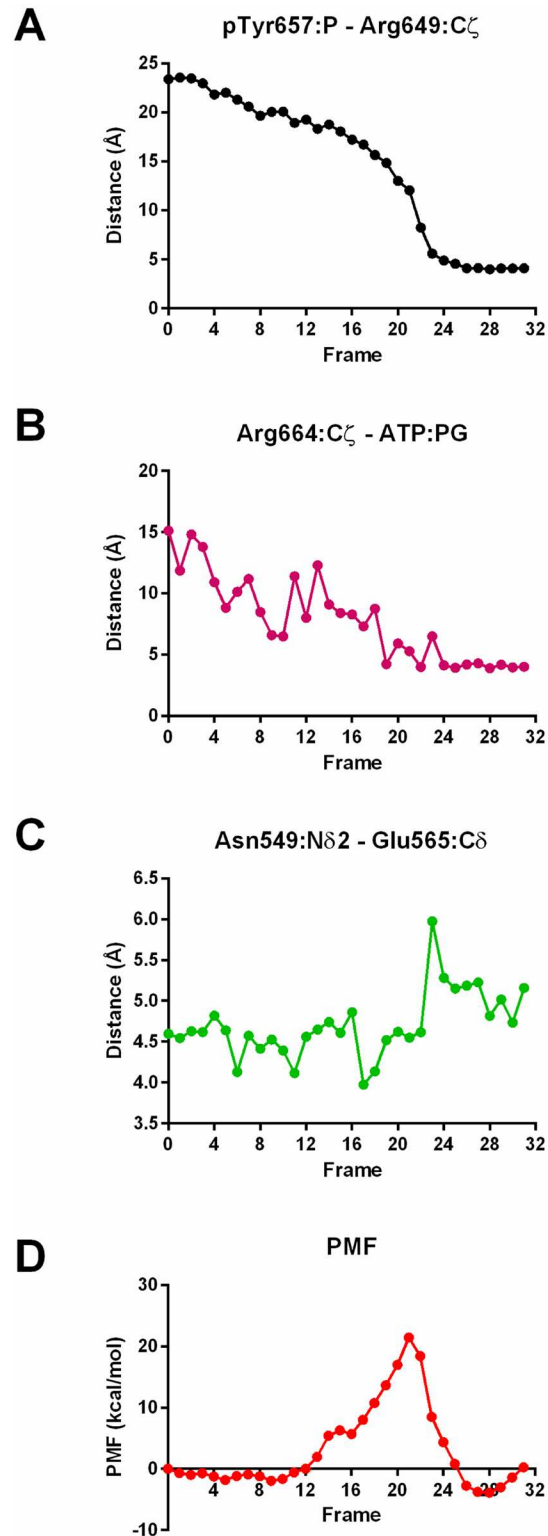 A
pTyr657:P - Arg649:Cζ
25
20
15
10
5
0
Distance (Å)
0 4 8 12 16 20 24 28 32
Frame
B
Arg664:Cζ - ATP:PG
20
15
10
5
0
Distance (Å)
0 4 8 12 16 20 24 28 32
Frame
C
Asn549:Nδ2 - Glu565:Cδ
6.5
6.0
5.5
5.0
4.5
4.0
3.5
Distance (Å)
0 4 8 12 16 20 24 28 32
Frame
D
PMF
30
20
10
0
-10
PMF (kcal/mol)
4 8 12 16 20 24 28 32
Frame